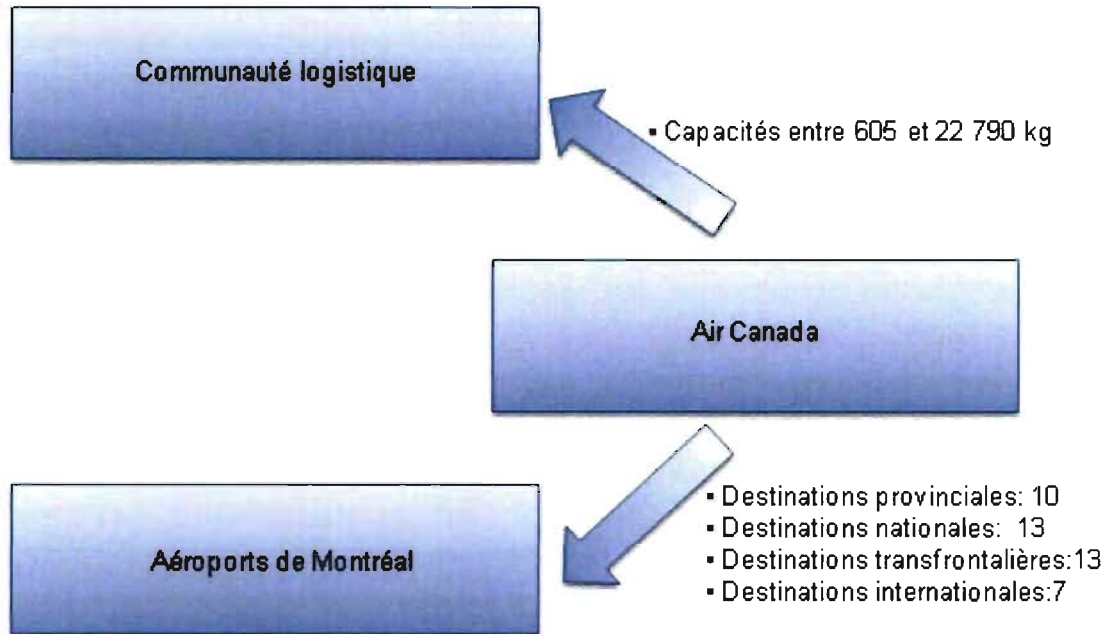 Communauté logistique
▪ Capacités entre 605 et 22 790 kg
Air Canada
Aéroports de Montréal
▪ Destinations provinciales: 10
▪ Destinations nationales: 13
▪ Destinations transfrontalières:13
▪ Destinations internationales:7